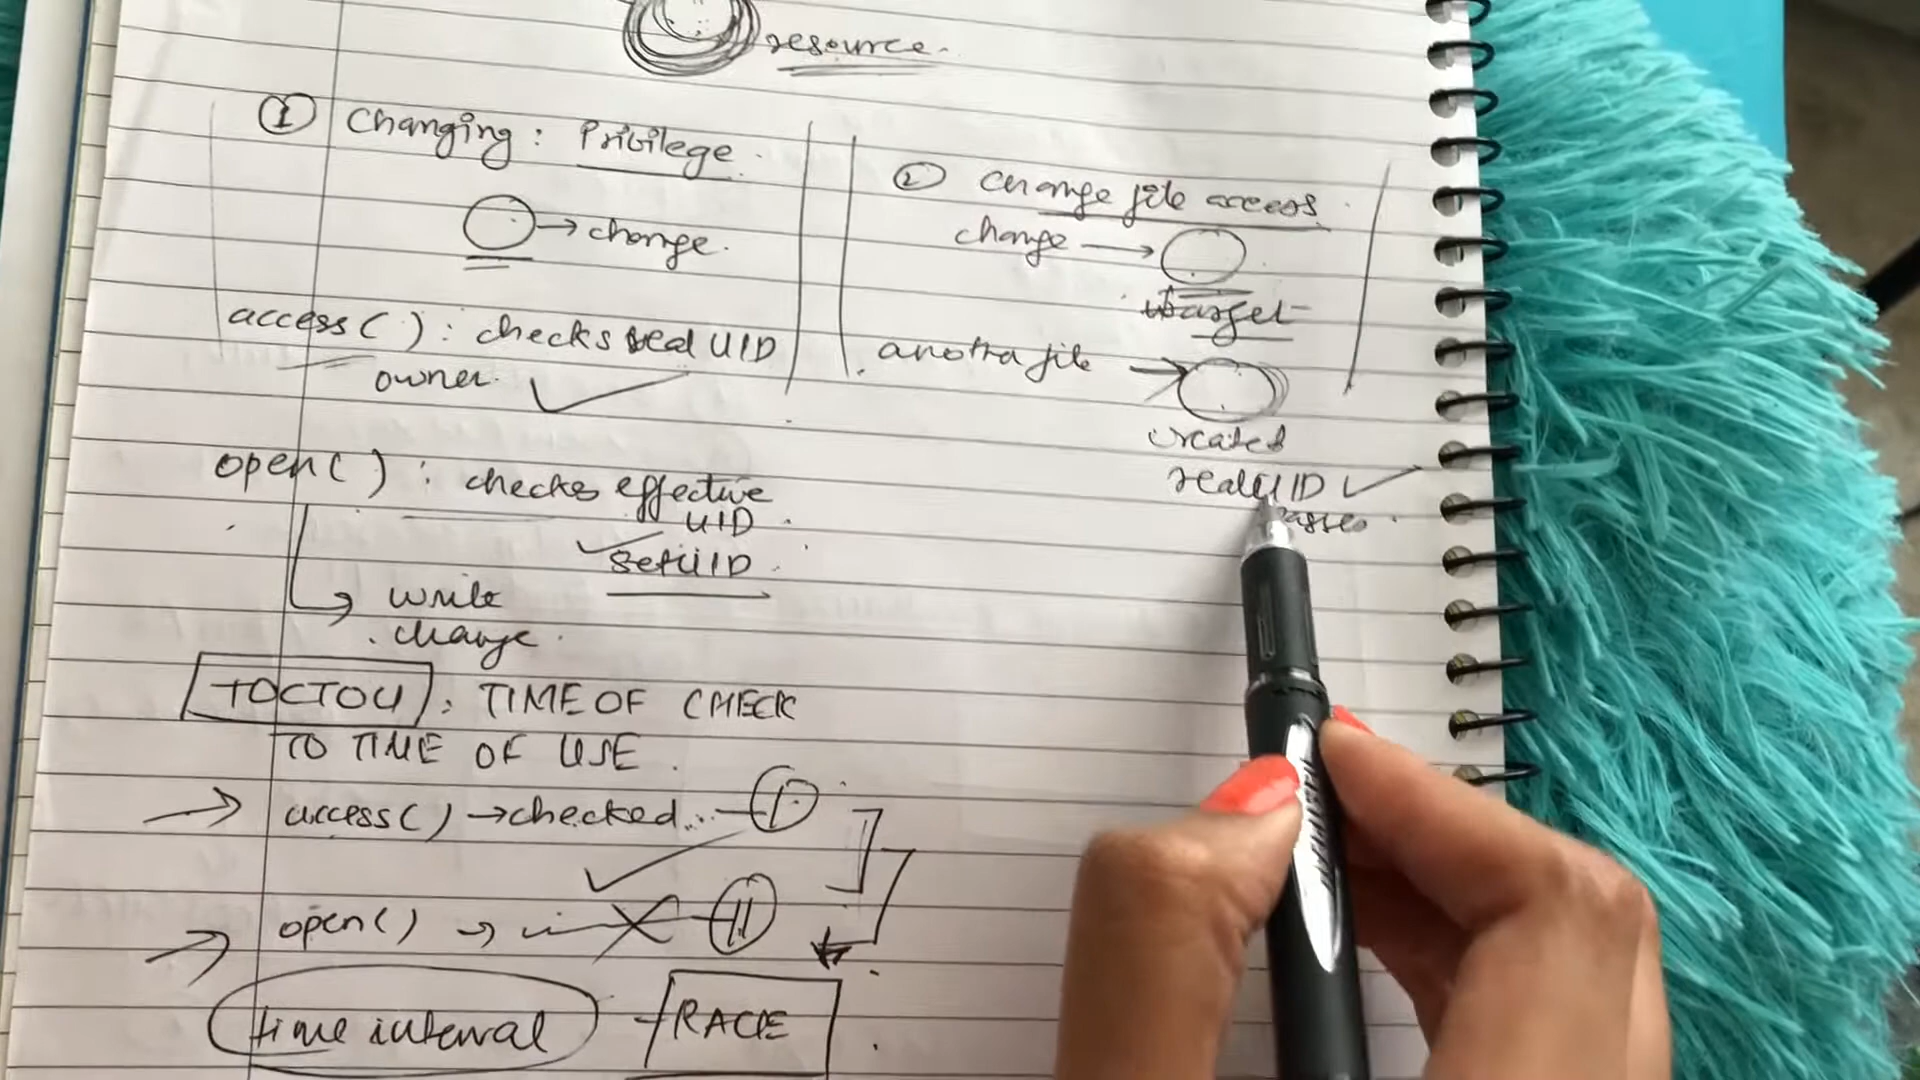 resource.
① Changing: Privilege.
→ change.
access( ) : checks real UID
owner.
② change file access
change →
target
file →
created
real UID ✓
passes.
open( ) : checks effective
UID.
✓ SetUID.
write
change.
TOCTOU : TIME OF CHECK
TO TIME OF USE.
→ access( ) → checked.. I
→ open( ) → II
time interval RACE